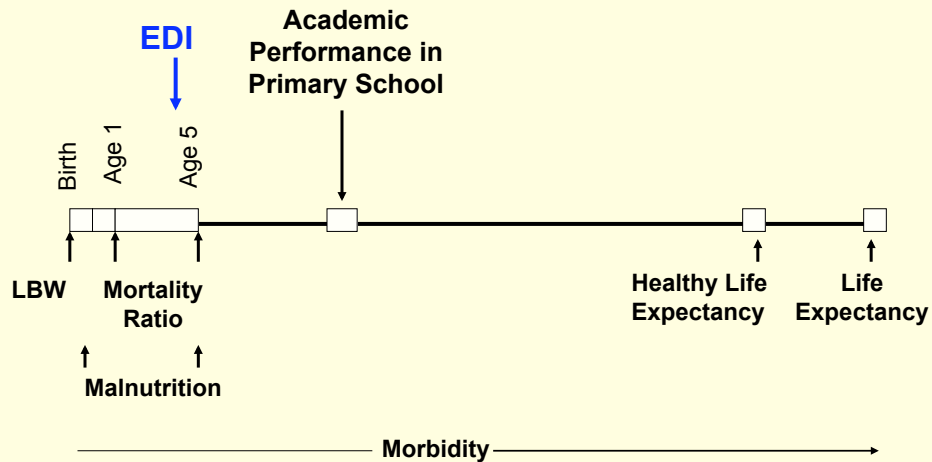 Academic
Performance in
Primary School
EDI
Birth
Age 1
Age 5
LBW
Mortality
Ratio
Healthy Life
Expectancy
Life
Expectancy
Malnutrition
Morbidity